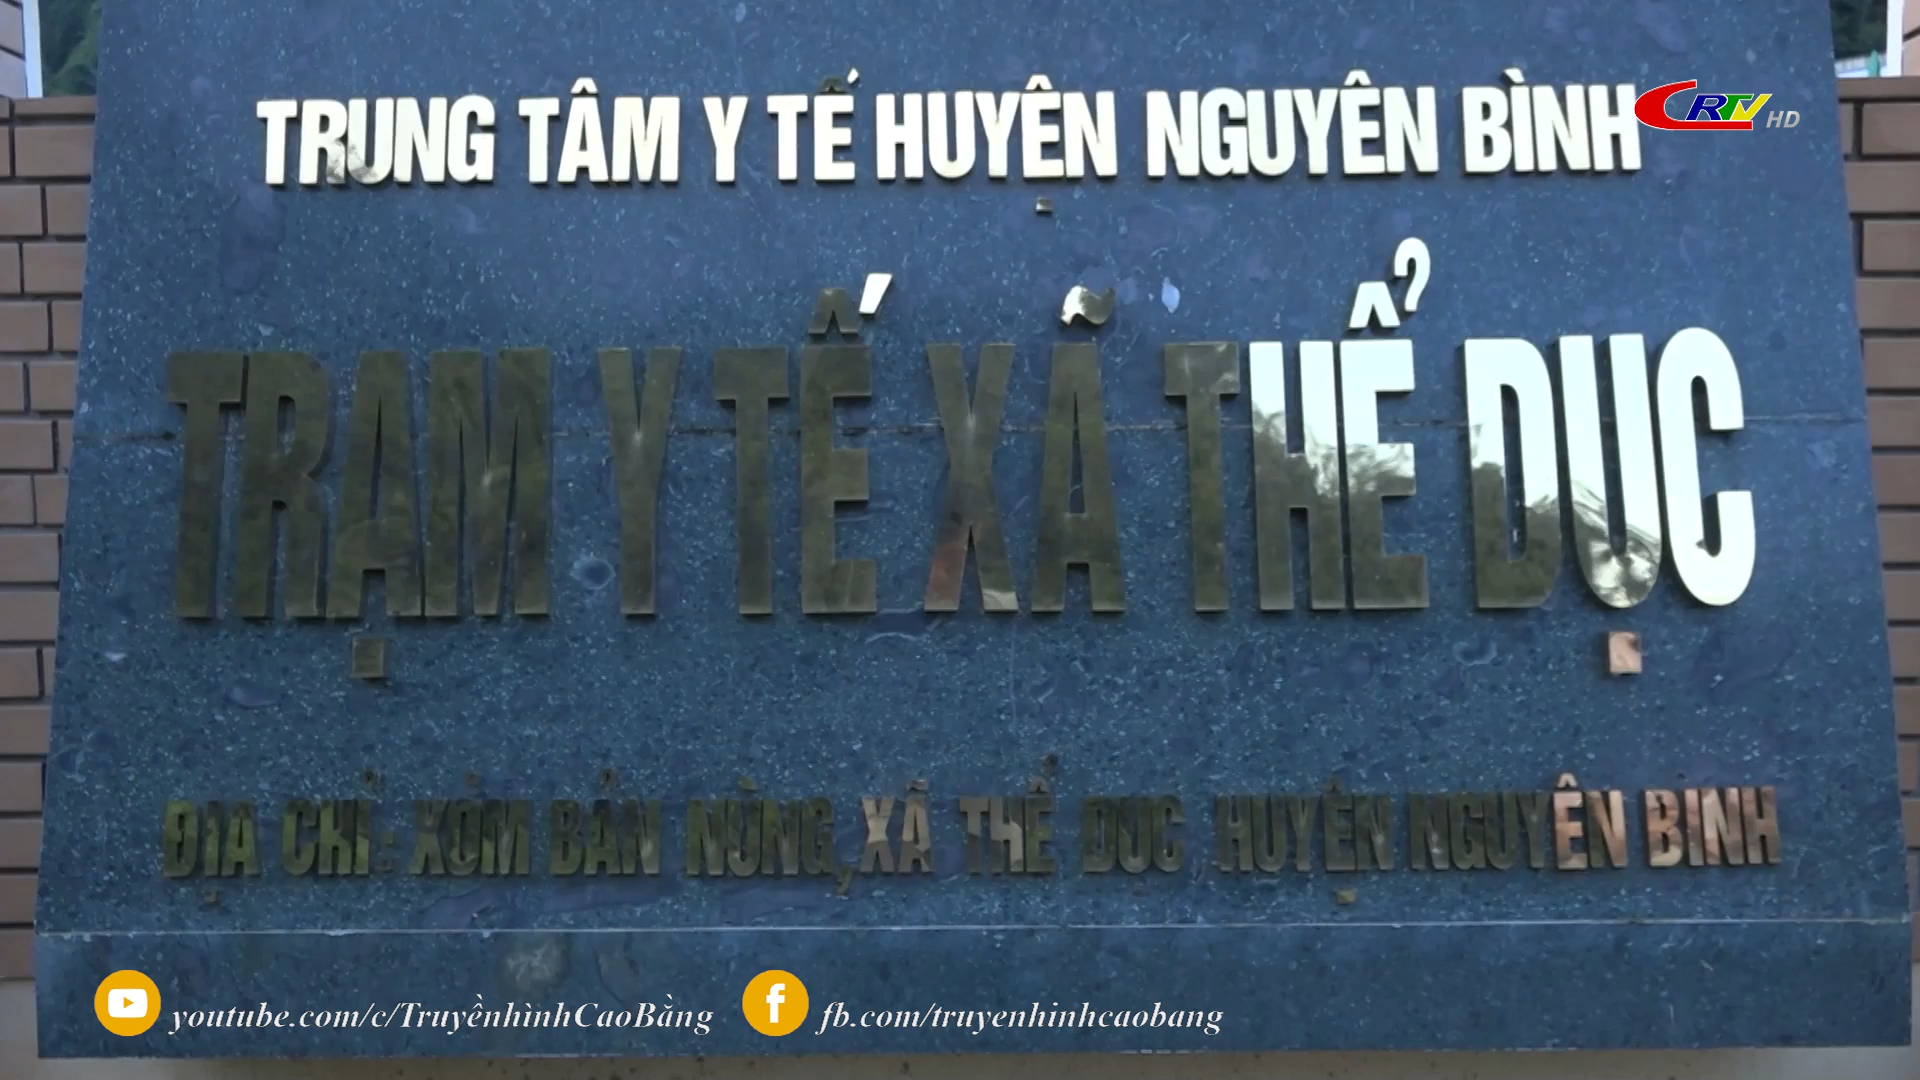 TRUNG TÂM Y TẾ HUYỆN NGUYÊN BÌNH
CRTV HD
TRẠM Y TẾ XÃ THỂ DỤC
ĐỊA CHỈ: XÓM BẢN NÙNG, XÃ THỂ DỤC HUYỆN NGUYÊN BINH
youtube.com/c/TruyềnhìnhCaoBằng
fb.com/truyenhinhcaobang